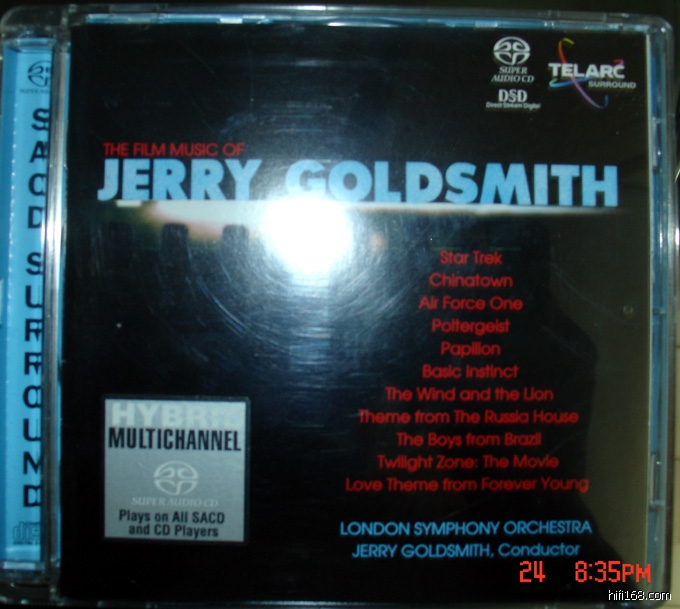 SUPER
AUDIO CD
DSD
Direct Stream Digital
TELARC
SURROUND
SACD SURROUND
THE FILM MUSIC OF
JERRY GOLDSMITH
Star Trek
Chinatown
Air Force One
Poltergeist
Papillon
Basic Instinct
The Wind and the Lion
Theme from The Russia House
The Boys from Brazil
Twilight Zone: The Movie
Love Theme from Forever Young
HYBRID
MULTICHANNEL
SUPER AUDIO CD
Plays on All SACD
and CD Players
LONDON SYMPHONY ORCHESTRA
JERRY GOLDSMITH, Conductor
24 8:35PM
hifi168.com